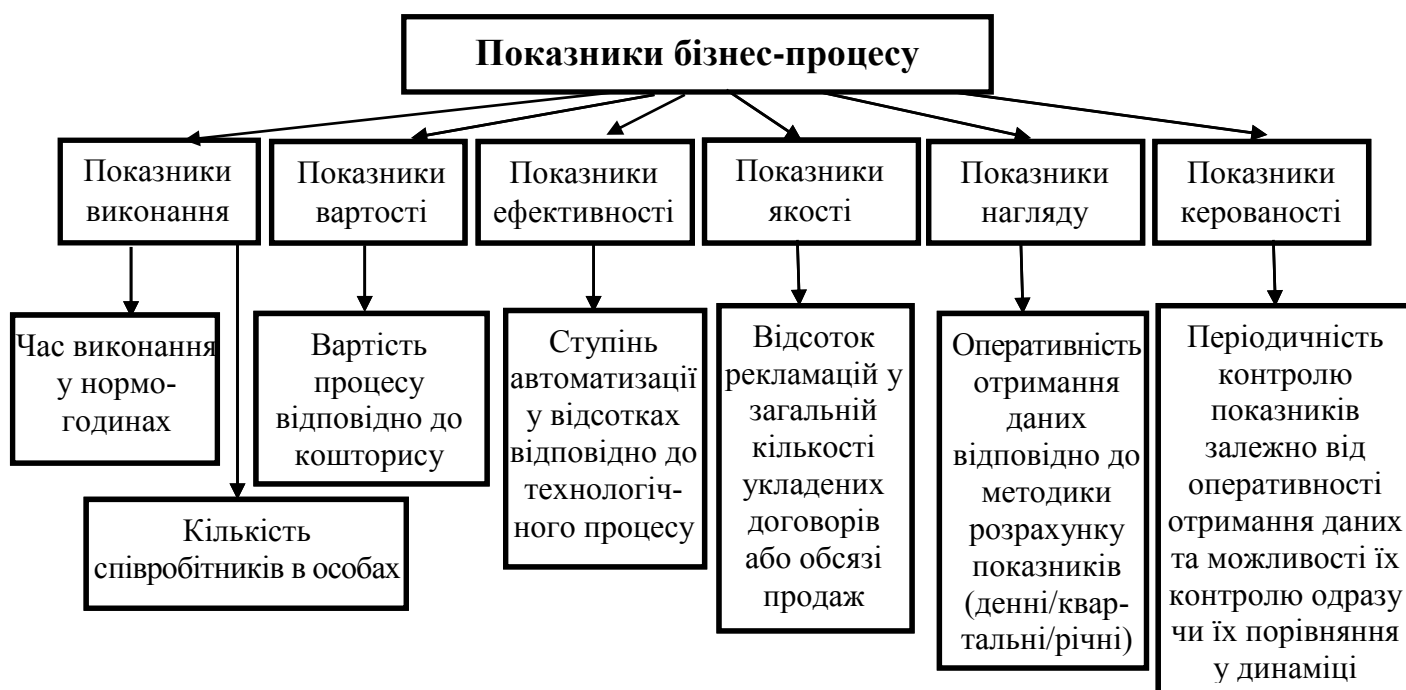 Показники бізнес-процесу
Показники
виконання
Показники
вартості
Показники
ефективності
Показники
якості
Показники
нагляду
Показники
керованості
Час виконання
у нормо-
годинах
Кількість
співробітників в особах
Вартість
процесу
відповідно до
кошторису
Ступінь
автоматизації
у відсотках
відповідно до
технологіч-
ного процесу
Відсоток
рекламацій у
загальній
кількості
укладених
договорів
або обсязі
продаж
Оперативність
отримання
даних
відповідно до
методики
розрахунку
показників
(денні/квар-
тальні/річні)
Періодичність
контролю
показників
залежно від
оперативності
отримання даних
та можливості їх
контролю одразу
чи їх порівняння
у динаміці